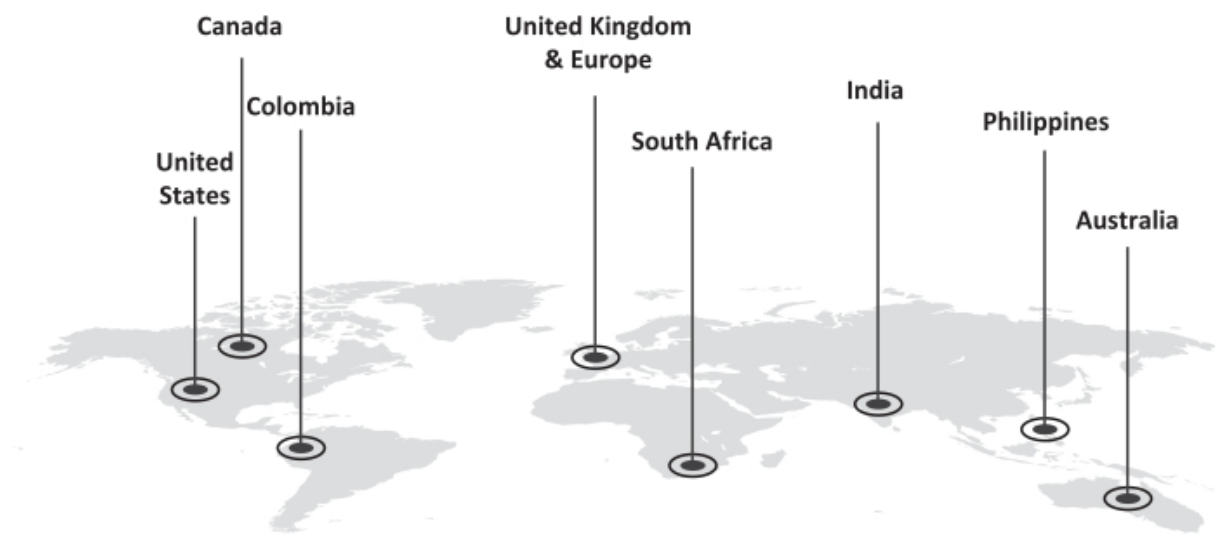 Canada
United Kingdom
& Europe
India
Colombia
Philippines
South Africa
United
States
Australia